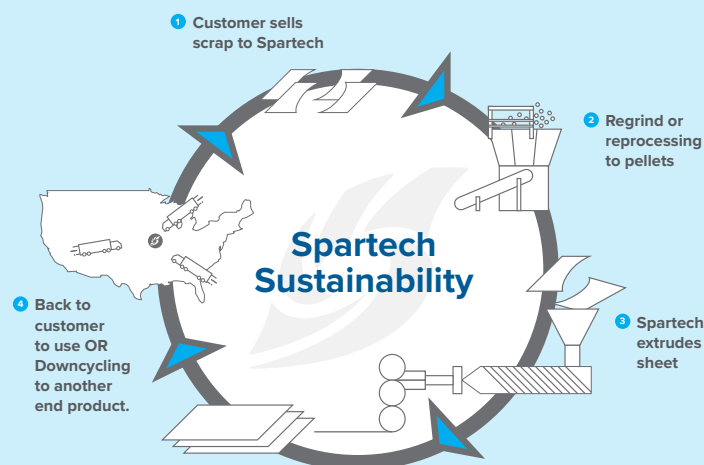 1 Customer sells
scrap to Spartech
2 Regrind or
reprocessing
to pellets
Spartech
Sustainability
3 Spartech
extrudes
sheet
4 Back to
customer
to use OR
Downcycling
to another
end product.